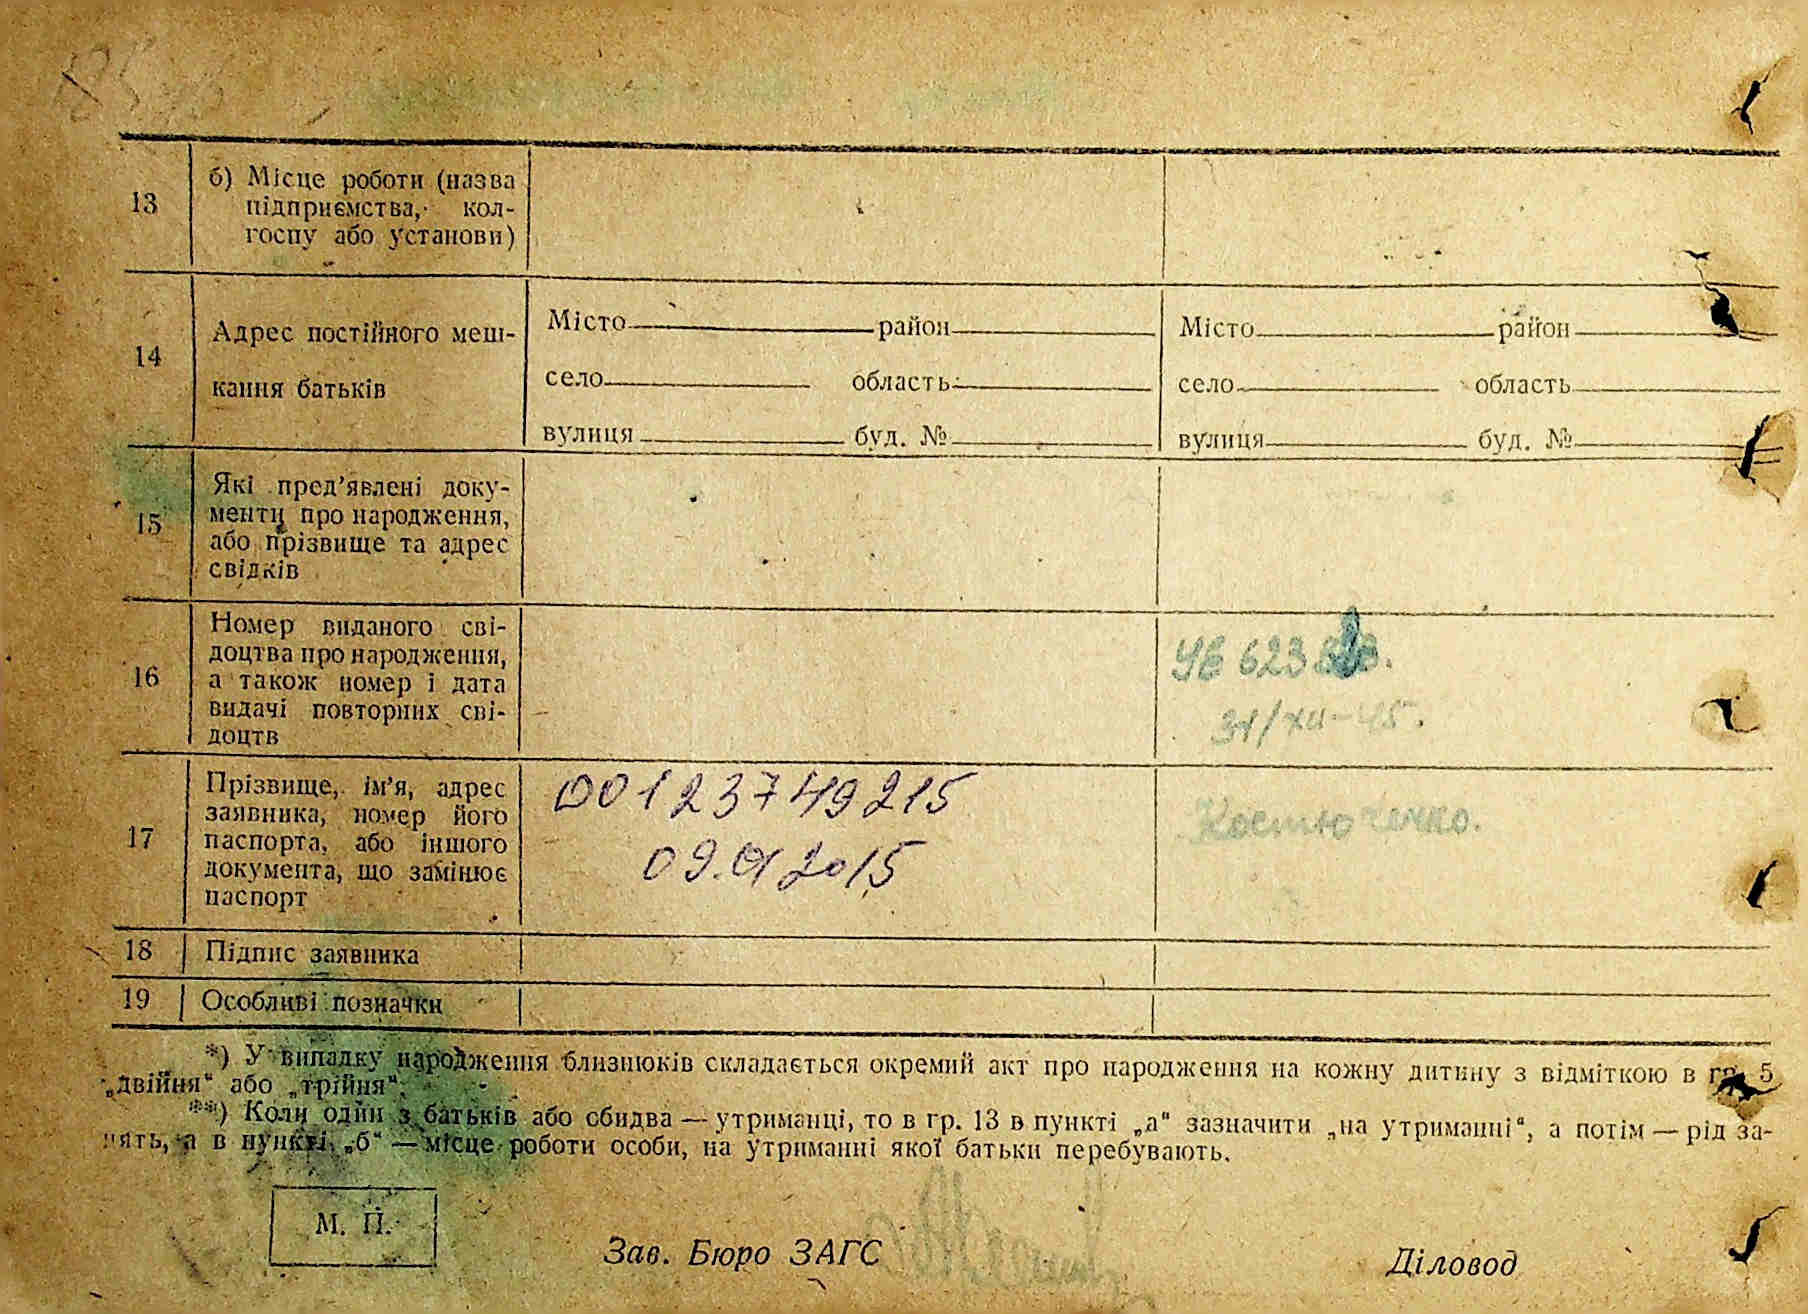 13
б) Місце роботи (назва
підприємства, кол-
госпу або установи)
14
Адрес постійного меш-
кання батьків
Місто район
село область
вулиця буд. №
Місто район
село область
вулиця буд. №
15
Які пред'явлені доку-
менти про народження,
або прізвище та адрес
свідків
16
Номер виданого сві-
доцтва про народження,
а також номер і дата
видачі повторних сві-
доцтв
УБ 623
31/XII-45.
17
Прізвище, ім'я, адрес
заявника, номер його
паспорта, або іншого
документа, що замінює
паспорт
00123749215
09. 2015
Костюченко.
18 Підпис заявника
19 Особливі позначки
*) У випадку народження близнюків складається окремий акт про народження на кожну дитину з відміткою в гр. 5
„двійня" або „трійня".
**) Коли один з батьків або обидва — утриманці, то в гр. 13 в пункті „а" зазначити „на утриманні", а потім — рід за-
нять, а в пункті „б" — місце роботи особи, на утриманні якої батьки перебувають.
М. П.
Зав. Бюро ЗАГС
Діловод